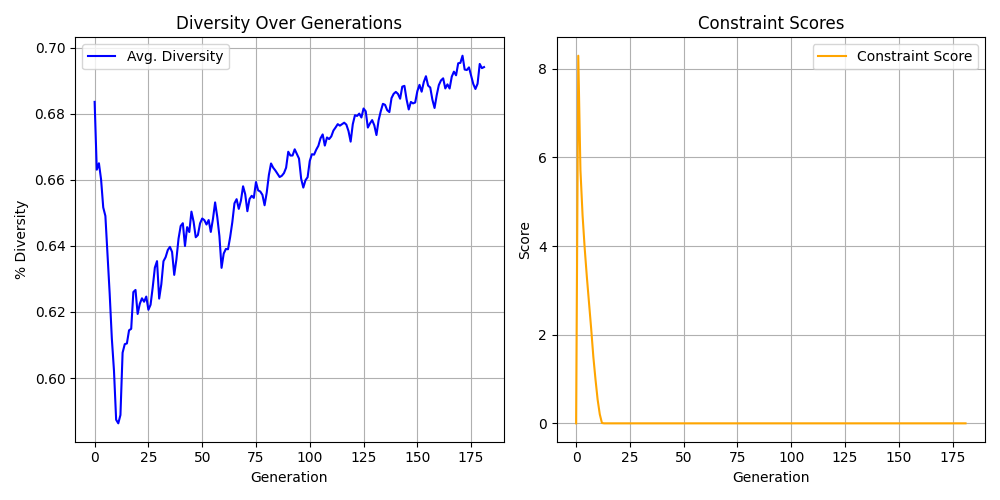 Diversity Over Generations
Avg. Diversity
% Diversity
0.70
0.68
0.66
0.64
0.62
0.60
0 25 50 75 100 125 150 175
Generation
Constraint Scores
Constraint Score
Score
8
6
4
2
0
0 25 50 75 100 125 150 175
Generation